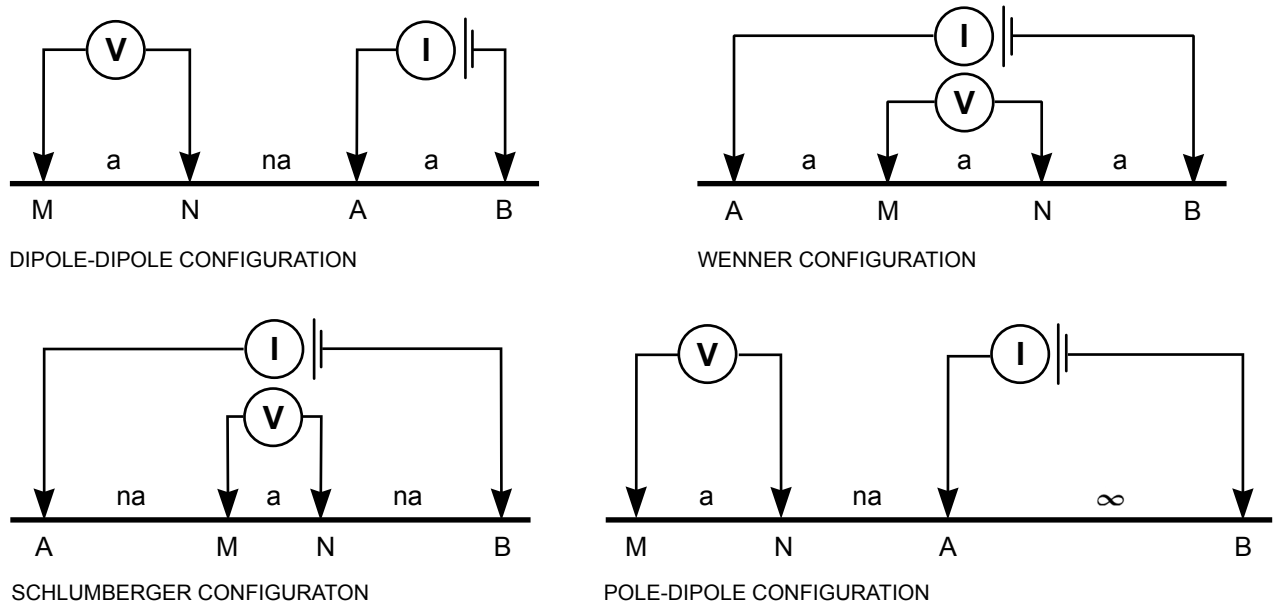 V
I
a na a
M N A B
DIPOLE-DIPOLE CONFIGURATION
I
V
a a a
A M N B
WENNER CONFIGURATION
I
V
na a na
A M N B
SCHLUMBERGER CONFIGURATON
V
I
a na ∞
M N A B
POLE-DIPOLE CONFIGURATION